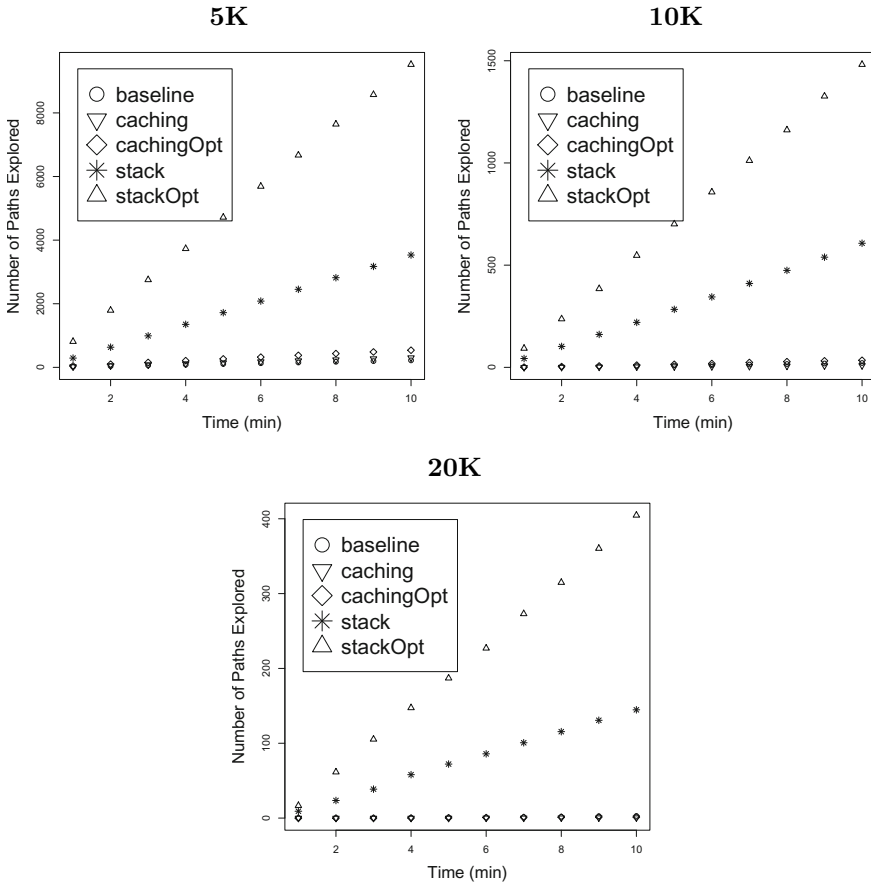 5K
Number of Paths Explored
8000
6000
4000
2000
0
baseline
caching
cachingOpt
stack
stackOpt
2 4 6 8 10
Time (min)
10K
Number of Paths Explored
1500
1000
500
0
baseline
caching
cachingOpt
stack
stackOpt
2 4 6 8 10
Time (min)
20K
Number of Paths Explored
400
300
200
100
0
baseline
caching
cachingOpt
stack
stackOpt
2 4 6 8 10
Time (min)